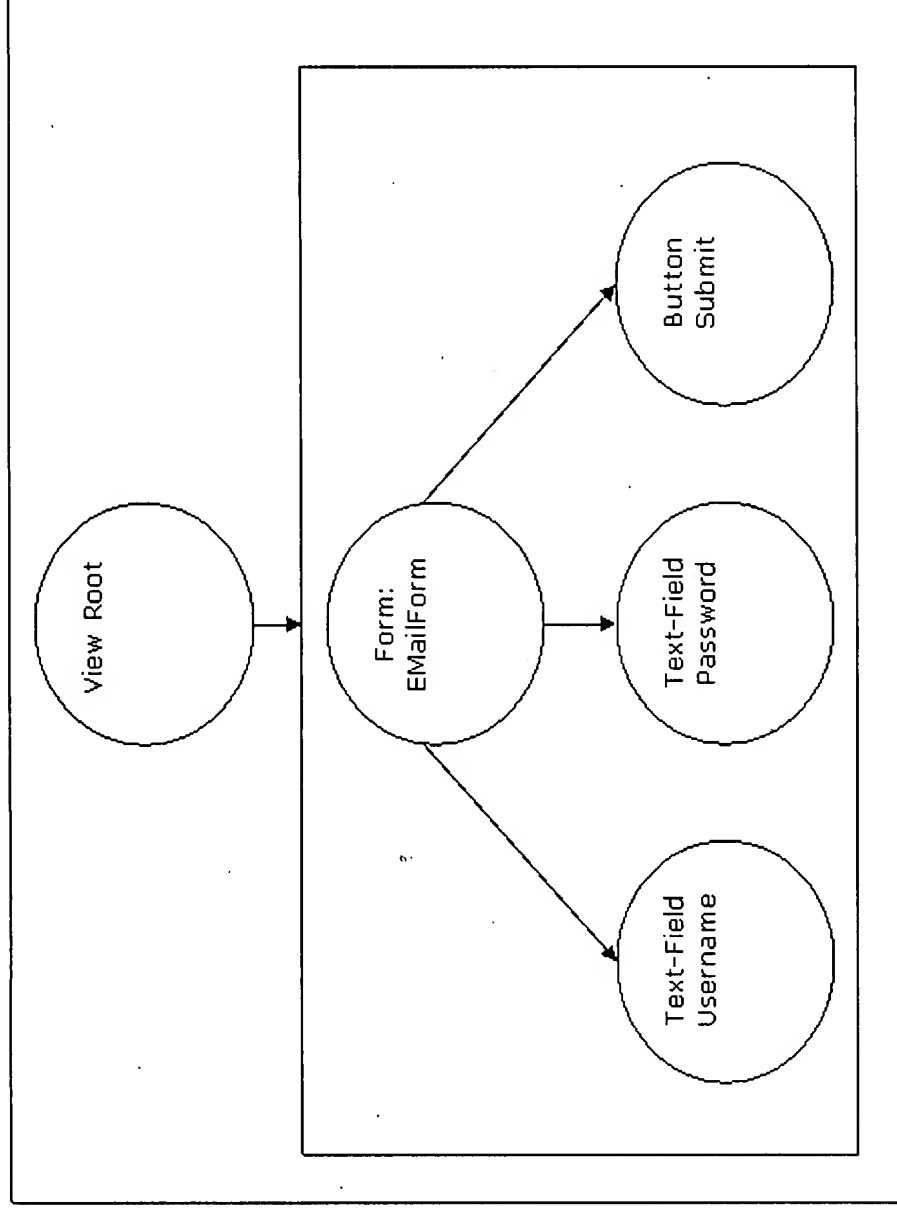 View Root
Form:
EMailForm
Text-Field
Username
Text-Field
Password
Button
Submit